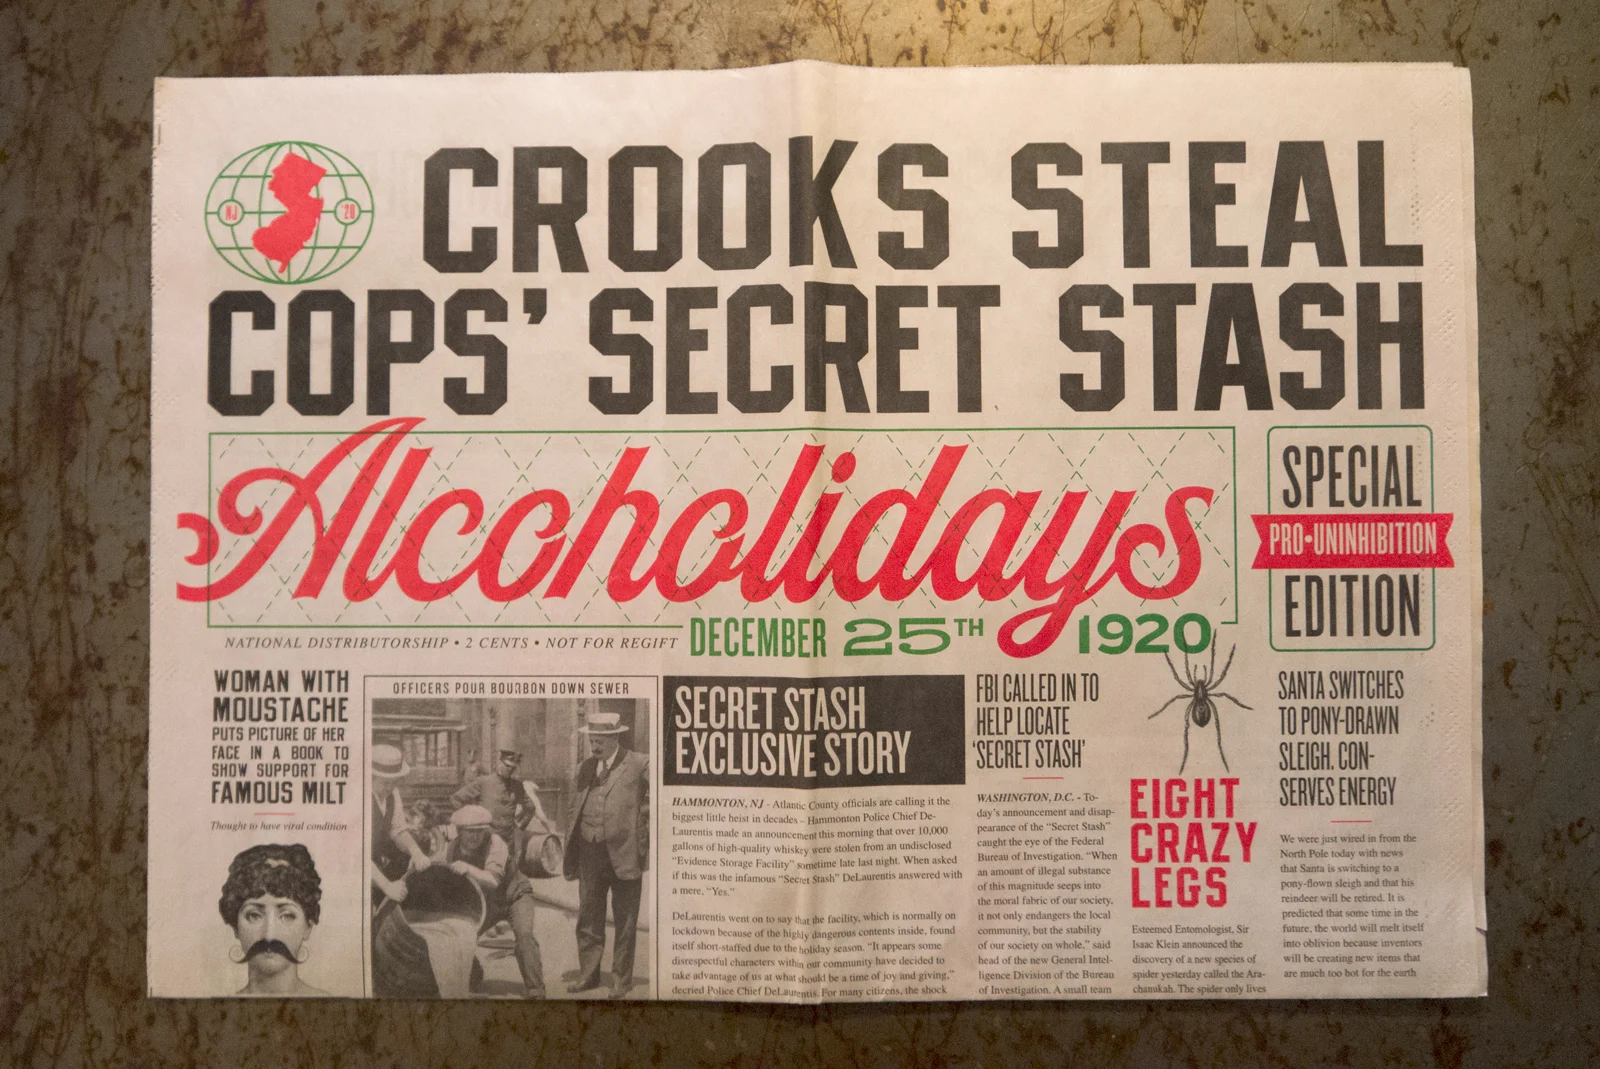 NJ
'20
CROOKS STEAL
COPS' SECRET STASH
Alcoholidays
SPECIAL
PRO•UNINHIBITION
EDITION
NATIONAL DISTRIBUTORSHIP • 2 CENTS • NOT FOR REGIFT
DECEMBER 25TH 1920
WOMAN WITH
MOUSTACHE
PUTS PICTURE OF HER
FACE IN A BOOK TO
SHOW SUPPORT FOR
FAMOUS MILT
Thought to have viral condition
OFFICERS POUR BOURBON DOWN SEWER
SECRET STASH
EXCLUSIVE STORY
HAMMONTON, NJ - Atlantic County officials are calling it the
biggest little heist in decades – Hammonton Police Chief De-
Laurentis made an announcement this morning that over 10,000
gallons of high-quality whiskey were stolen from an undisclosed
"Evidence Storage Facility" sometime late last night. When asked
if this was the infamous "Secret Stash" DeLaurentis answered with
a mere, "Yes."
DeLaurentis went on to say that the facility, which is normally on
lockdown because of the highly dangerous contents inside, found
itself short-staffed due to the holiday season. "It appears some
disrespectful characters within our community have decided to
take advantage of us at what should be a time of joy and giving,"
decried Police Chief DeLaurentis. For many citizens, the shock
FBI CALLED IN TO
HELP LOCATE
'SECRET STASH'
WASHINGTON, D.C. - To-
day's announcement and disap-
pearance of the "Secret Stash"
caught the eye of the Federal
Bureau of Investigation. "When
an amount of illegal substance
of this magnitude seeps into
the moral fabric of our society,
it not only endangers the local
community, but the stability
of our society on whole," said
head of the new General Intel-
ligence Division of the Bureau
of Investigation. A small team
EIGHT
CRAZY
LEGS
Esteemed Entomologist, Sir
Isaac Klein announced the
discovery of a new species of
spider yesterday called the Ara-
chanukah. The spider only lives
SANTA SWITCHES
TO PONY-DRAWN
SLEIGH. CON-
SERVES ENERGY
We were just wired in from the
North Pole today with news
that Santa is switching to a
pony-flown sleigh and that his
reindeer will be retired. It is
predicted that some time in the
future, the world will melt itself
into oblivion because inventors
will be creating new items that
are much too hot for the earth